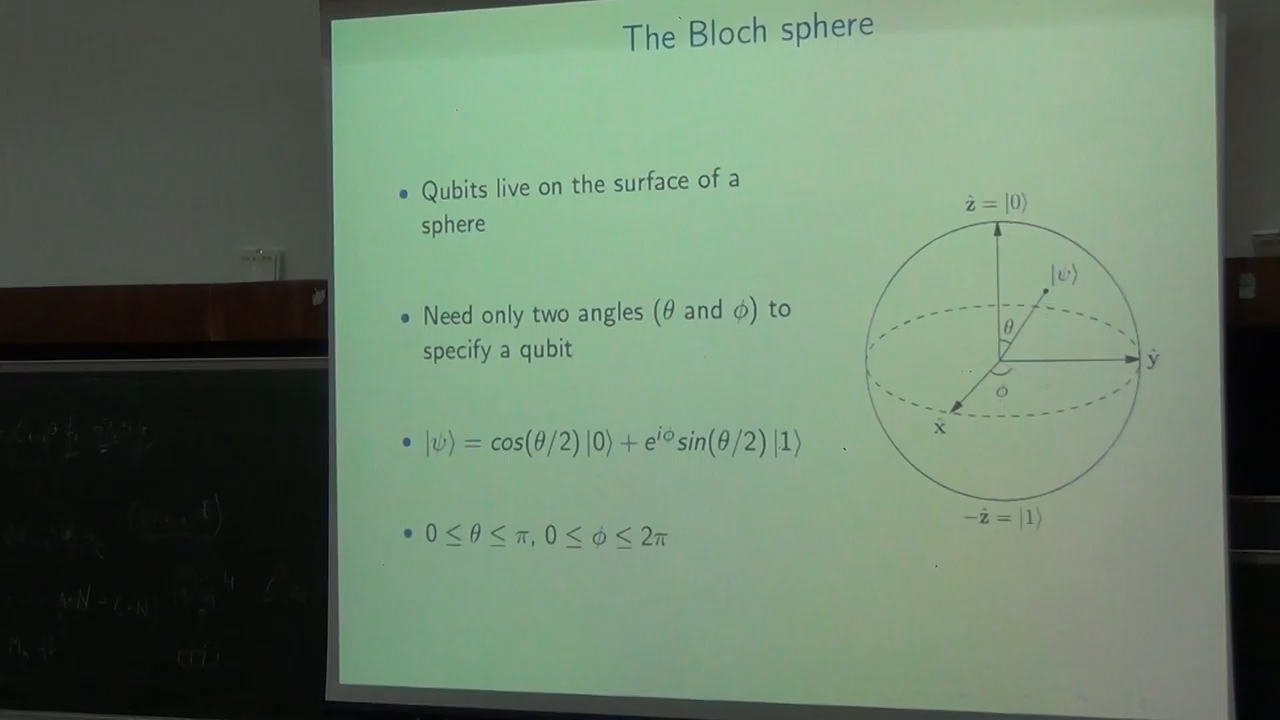 The Bloch sphere
• Qubits live on the surface of a
sphere
• Need only two angles (θ and ϕ) to
specify a qubit
• |ψ⟩ = cos(θ/2) |0⟩ + e^{iϕ} sin(θ/2) |1⟩
• 0 ≤ θ ≤ π, 0 ≤ ϕ ≤ 2π
ẑ = |0⟩
|ψ⟩
θ
ŷ
ϕ
x̂
−ẑ = |1⟩